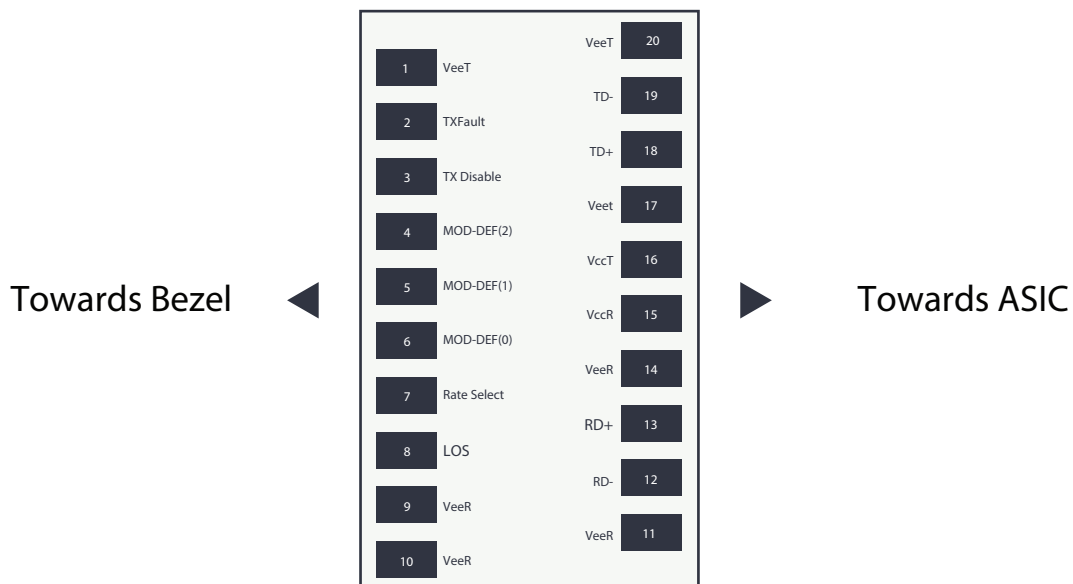 1 VeeT
2 TXFault
3 TX Disable
4 MOD-DEF(2)
5 MOD-DEF(1)
6 MOD-DEF(0)
7 Rate Select
8 LOS
9 VeeR
10 VeeR
VeeT 20
TD- 19
TD+ 18
Veet 17
VccT 16
VccR 15
VeeR 14
RD+ 13
RD- 12
VeeR 11
Towards Bezel
Towards ASIC